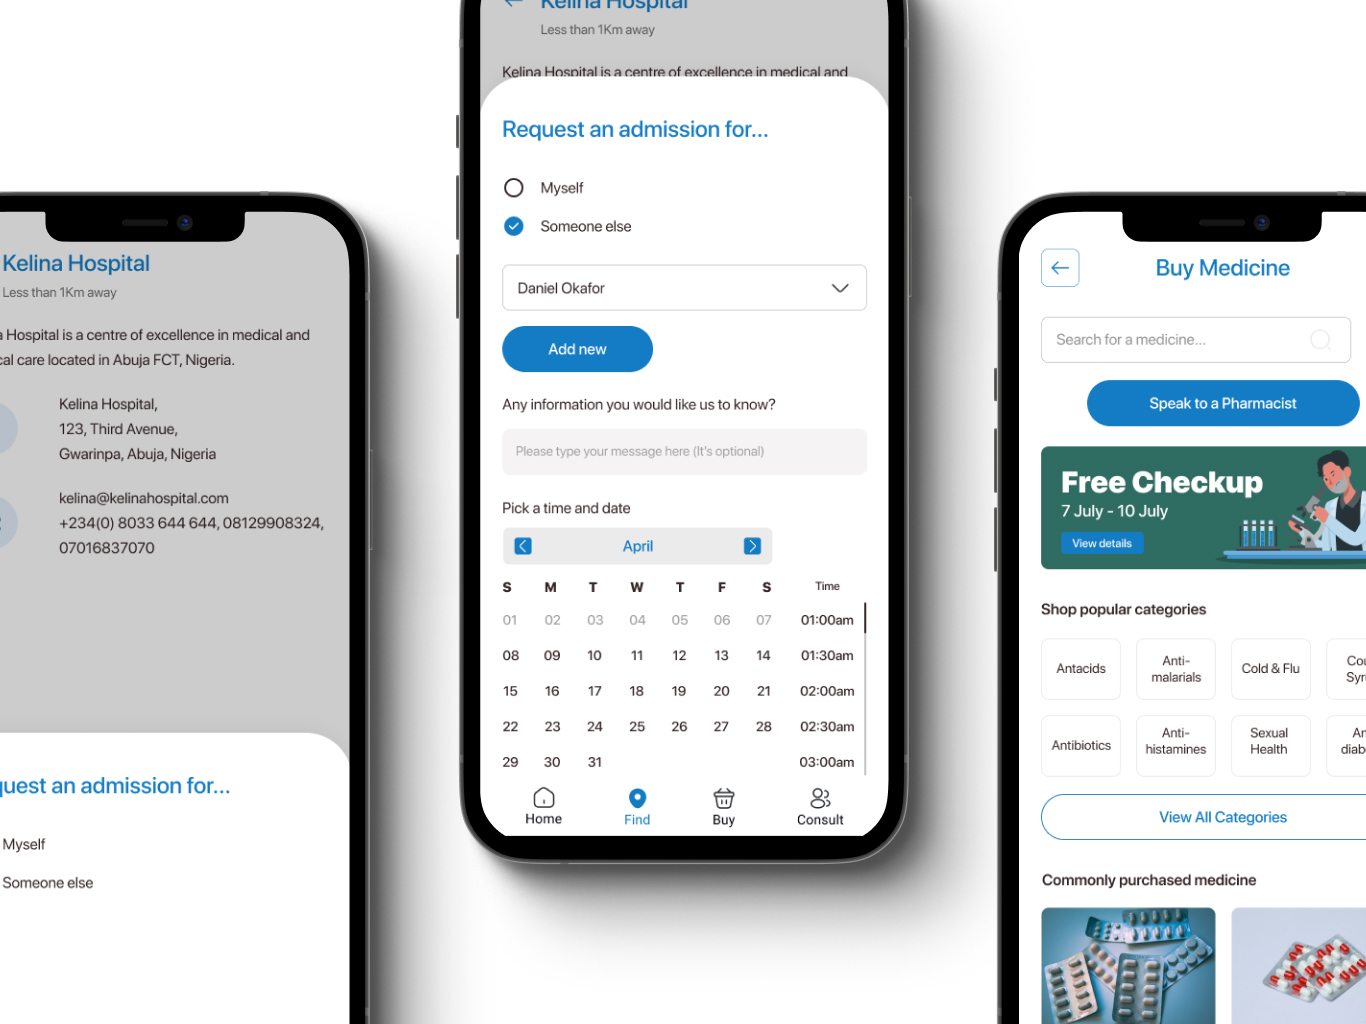 Kelina Hospital
Less than 1Km away
Hospital is a centre of excellence in medical and
care located in Abuja FCT, Nigeria.
Kelina Hospital,
123, Third Avenue,
Gwarinpa, Abuja, Nigeria
kelina@kelinahospital.com
+234(0) 8033 644 644, 08129908324,
07016837070
an admission for...
Myself
Someone else
Kelina Hospital
Less than 1Km away
Kelina Hospital is a centre of excellence in medical and
Request an admission for...
Myself
Someone else
Daniel Okafor
Add new
Any information you would like us to know?
Please type your message here (It's optional)
Pick a time and date
April
S M T W T F S Time
01 02 03 04 05 06 07 01:00am
08 09 10 11 12 13 14 01:30am
15 16 17 18 19 20 21 02:00am
22 23 24 25 26 27 28 02:30am
29 30 31 03:00am
Home Find Buy Consult
Buy Medicine
Search for a medicine...
Speak to a Pharmacist
Free Checkup
7 July - 10 July
View details
Shop popular categories
Antacids
Anti-
malarials
Cold & Flu
Antibiotics
Anti-
histamines
Sexual
Health
View All Categories
Commonly purchased medicine